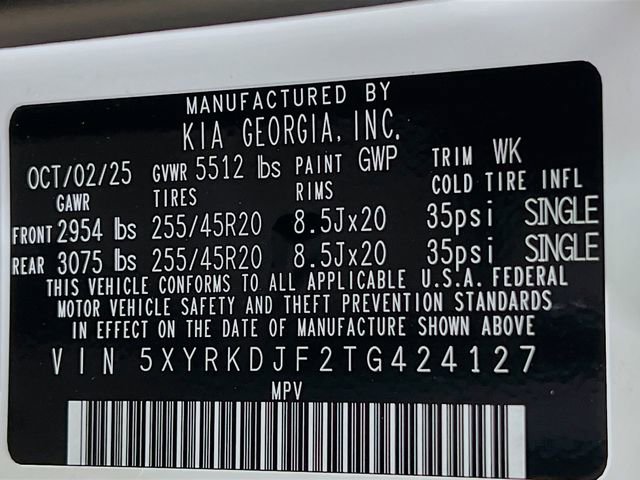 MANUFACTURED BY
KIA GEORGIA, INC.
OCT/02/25 GVWR 5512 lbs PAINT GWP TRIM WK
GAWR TIRES RIMS COLD TIRE INFL
FRONT 2954 lbs 255/45R20 8.5Jx20 35psi SINGLE
REAR 3075 lbs 255/45R20 8.5Jx20 35psi SINGLE
THIS VEHICLE CONFORMS TO ALL APPLICABLE U.S.A. FEDERAL
MOTOR VEHICLE SAFETY AND THEFT PREVENTION STANDARDS
IN EFFECT ON THE DATE OF MANUFACTURE SHOWN ABOVE
VIN 5XYRKDJF2TG424127
MPV